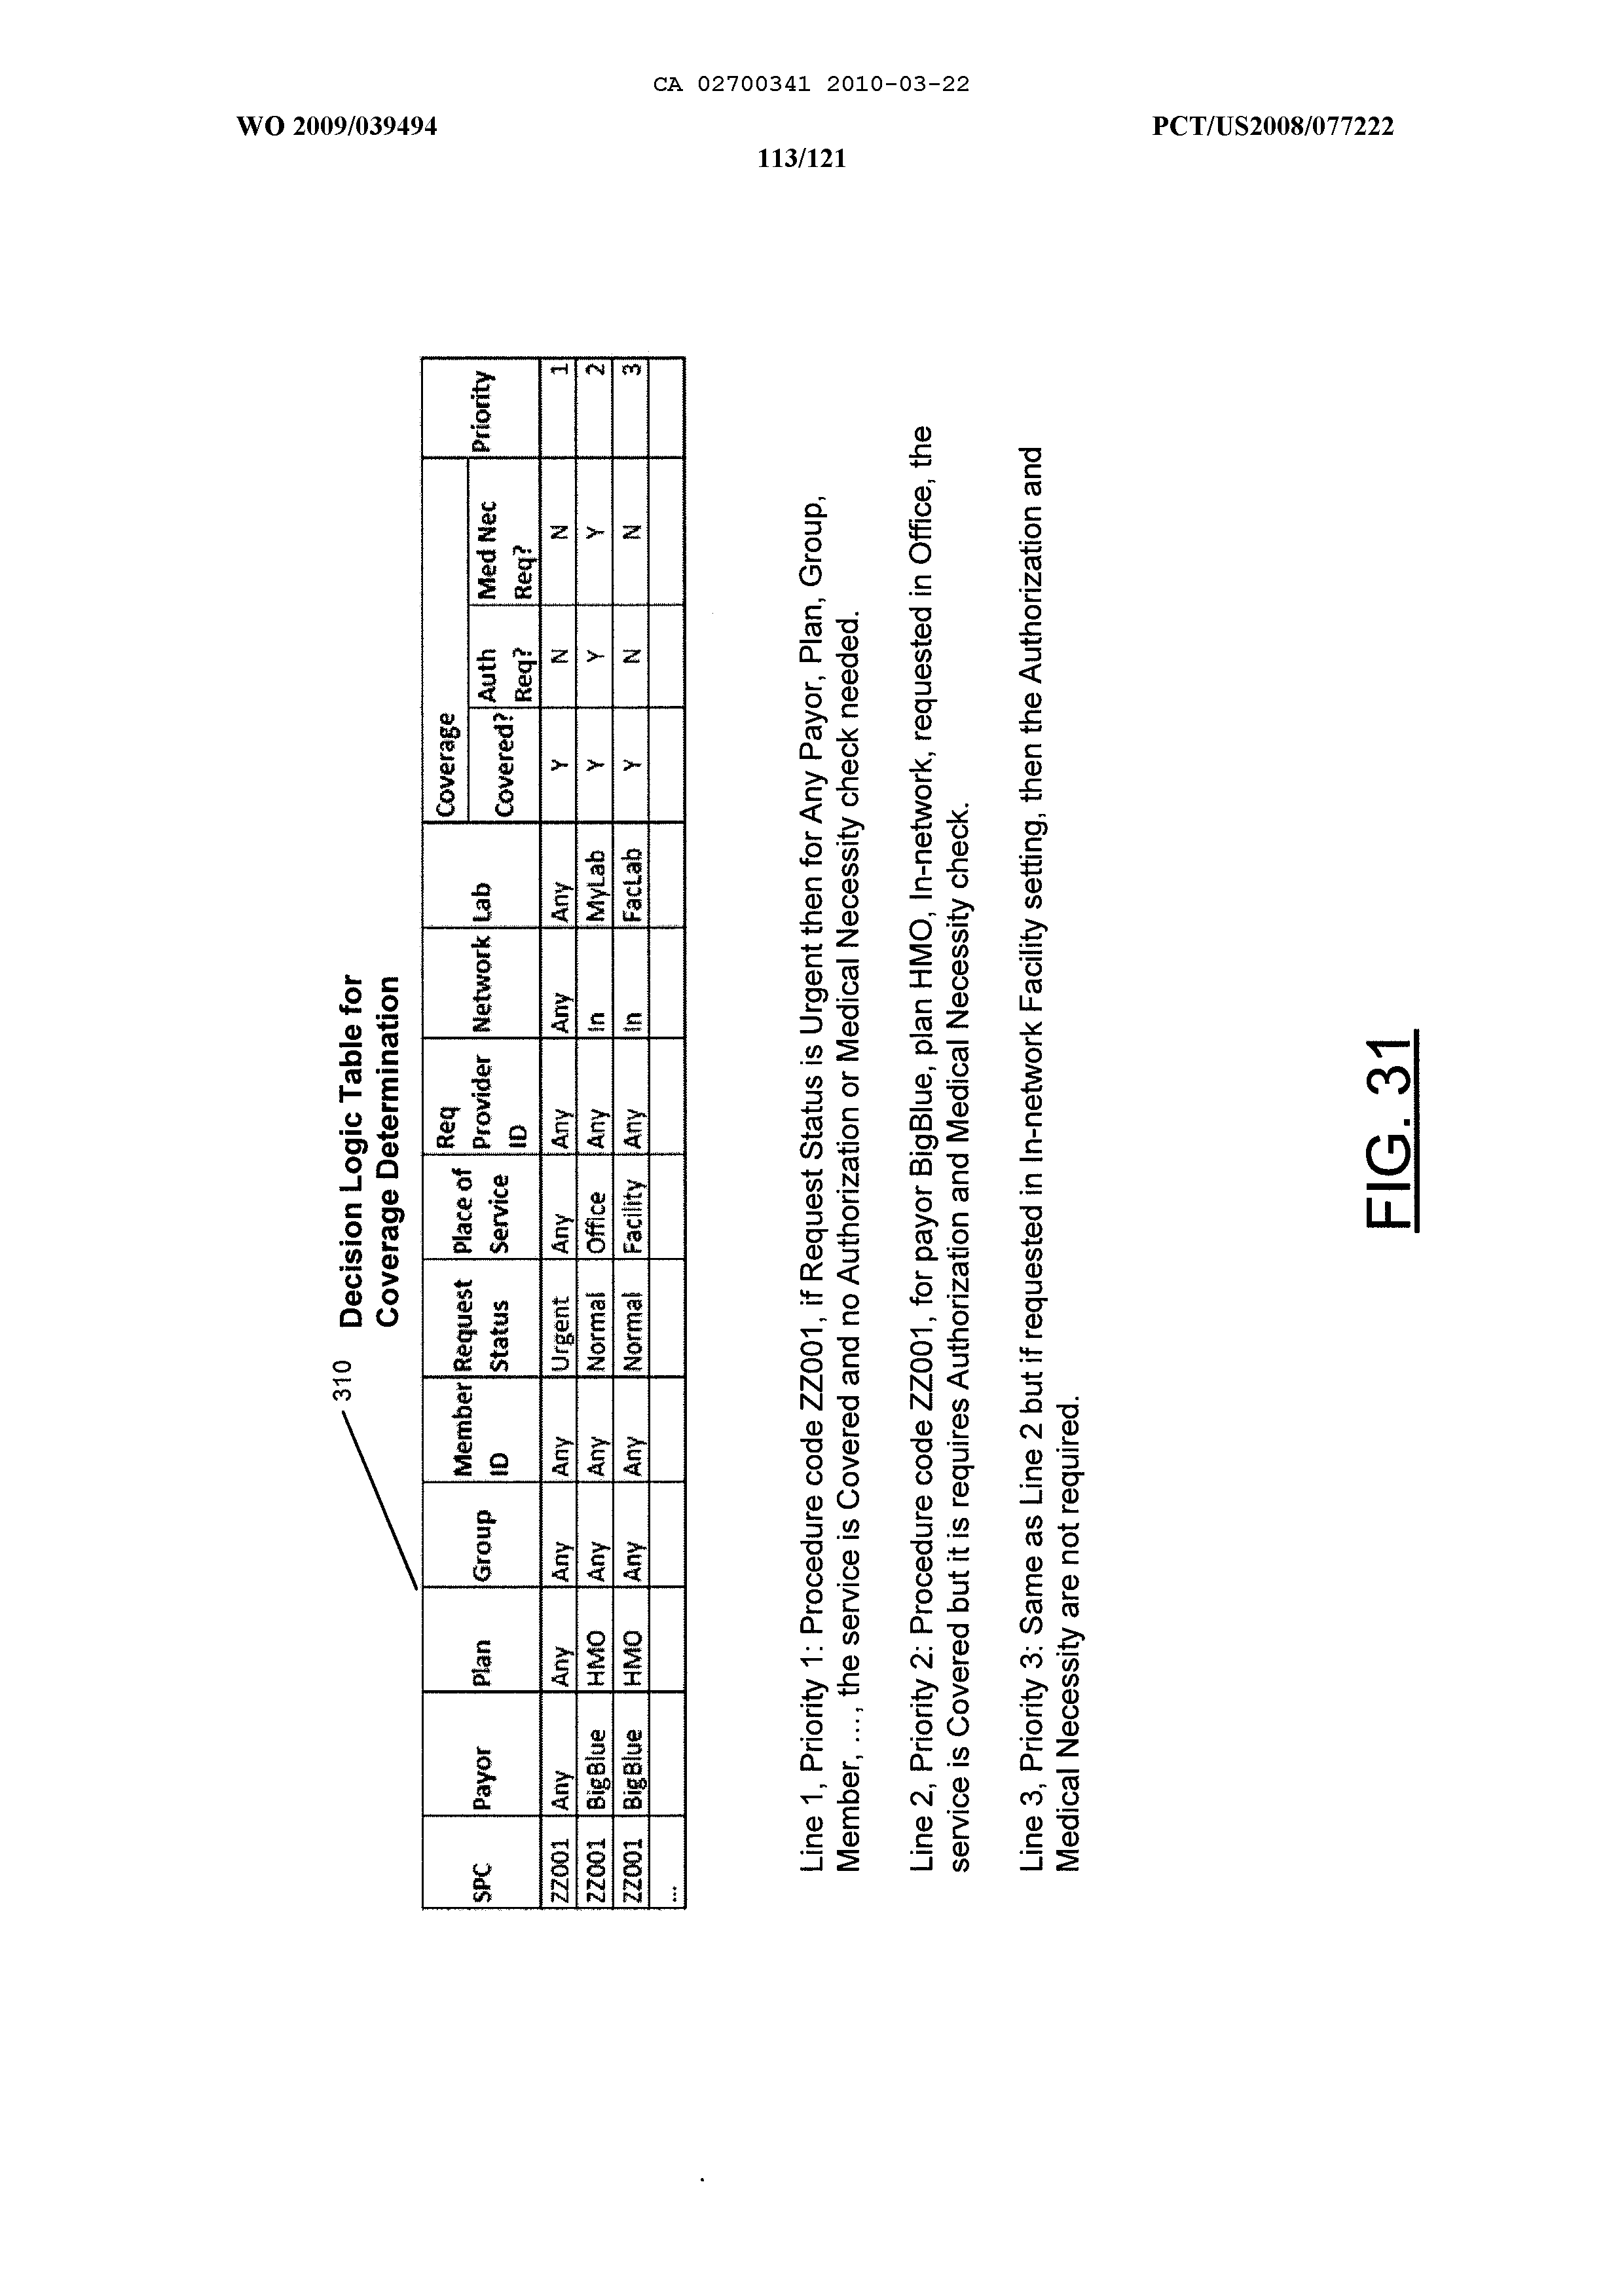 CA 02700341 2010-03-22
WO 2009/039494 PCT/US2008/077222
113/121
310
Decision Logic Table for
Coverage Determination
SPC Payor Plan Group Member ID Request Status Place of Service Req Provider ID Network Lab Coverage Covered? Auth Req? Med Nec Req? Priority
ZZ001 Any Any Any Any Urgent Any Any Any Any Y N N 1
ZZ001 BigBlue HMO Any Any Normal Office Any In MyLab Y Y Y 2
ZZ001 BigBlue HMO Any Any Normal Facility Any In FacLab Y N N 3
...
Line 1, Priority 1: Procedure code ZZ001, if Request Status is Urgent then for Any Payor, Plan, Group,
Member, ..., the service is Covered and no Authorization or Medical Necessity check needed.
Line 2, Priority 2: Procedure code ZZ001, for payor BigBlue, plan HMO, In-network, requested in Office, the
service is Covered but it is requires Authorization and Medical Necessity check.
Line 3, Priority 3: Same as Line 2 but if requested in In-network Facility setting, then the Authorization and
Medical Necessity are not required.
FIG. 31